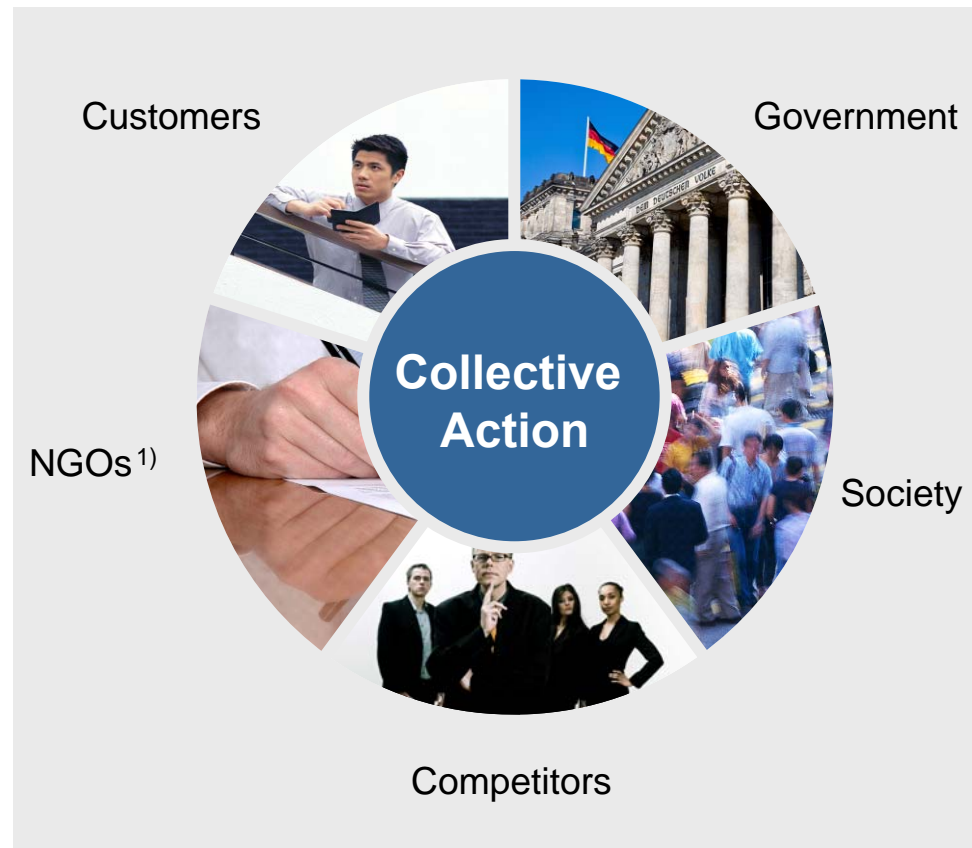 Customers
Government
DEM DEUTSCHEN VOLKE
Collective
Action
NGOs 1)
Society
Competitors